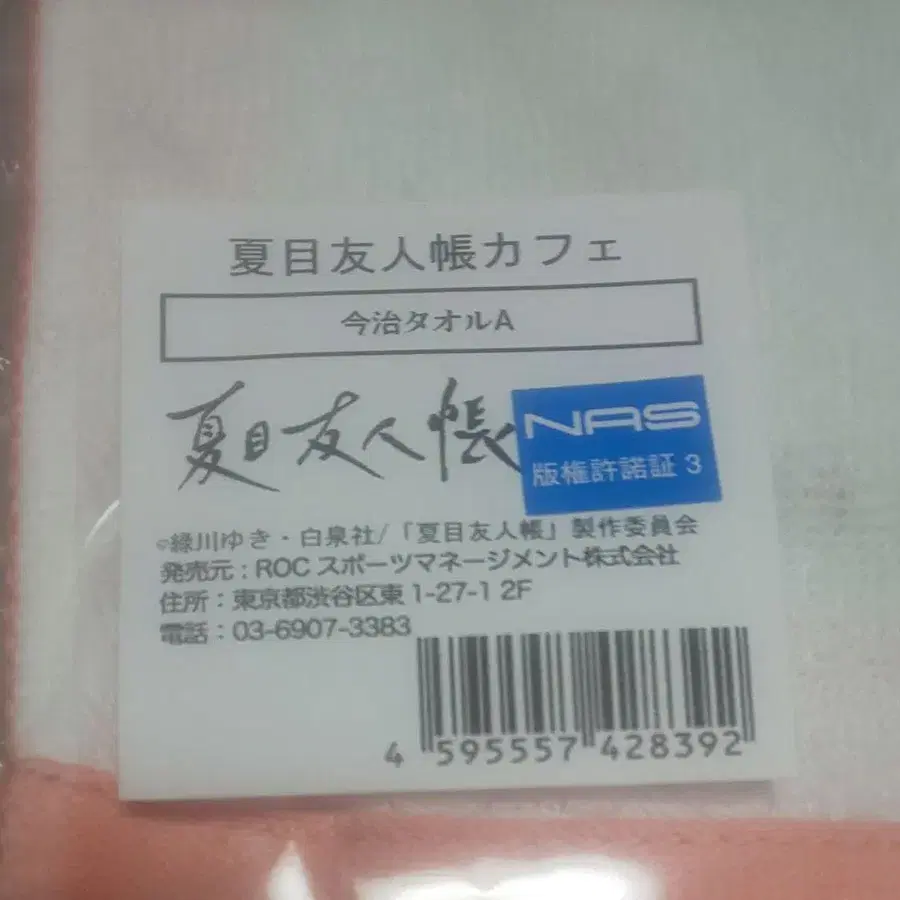 夏目友人帳カフェ
今治タオルA
夏目友人帳
NAS
版権許諾証 3
©緑川ゆき・白泉社/「夏目友人帳」製作委員会
発売元：ROC スポーツマネージメント株式会社
住所：東京都渋谷区東 1-27-1 2F
電話：03-6907-3383
4 595557 428392